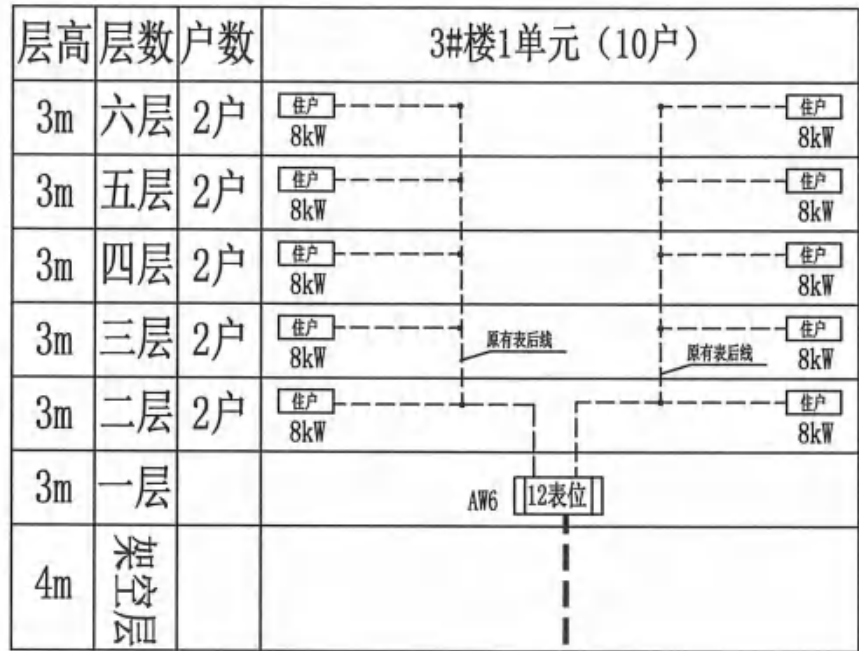 层高 层数 户数 3#楼1单元（10户）
3m 六层 2户 住户 住户
8kW 8kW
3m 五层 2户 住户 住户
8kW 8kW
3m 四层 2户 住户 住户
8kW 8kW
3m 三层 2户 住户 原有表后线 原有表后线 住户
8kW 8kW
3m 二层 2户 住户 住户
8kW 8kW
3m 一层 AW6 12表位
4m 架空层